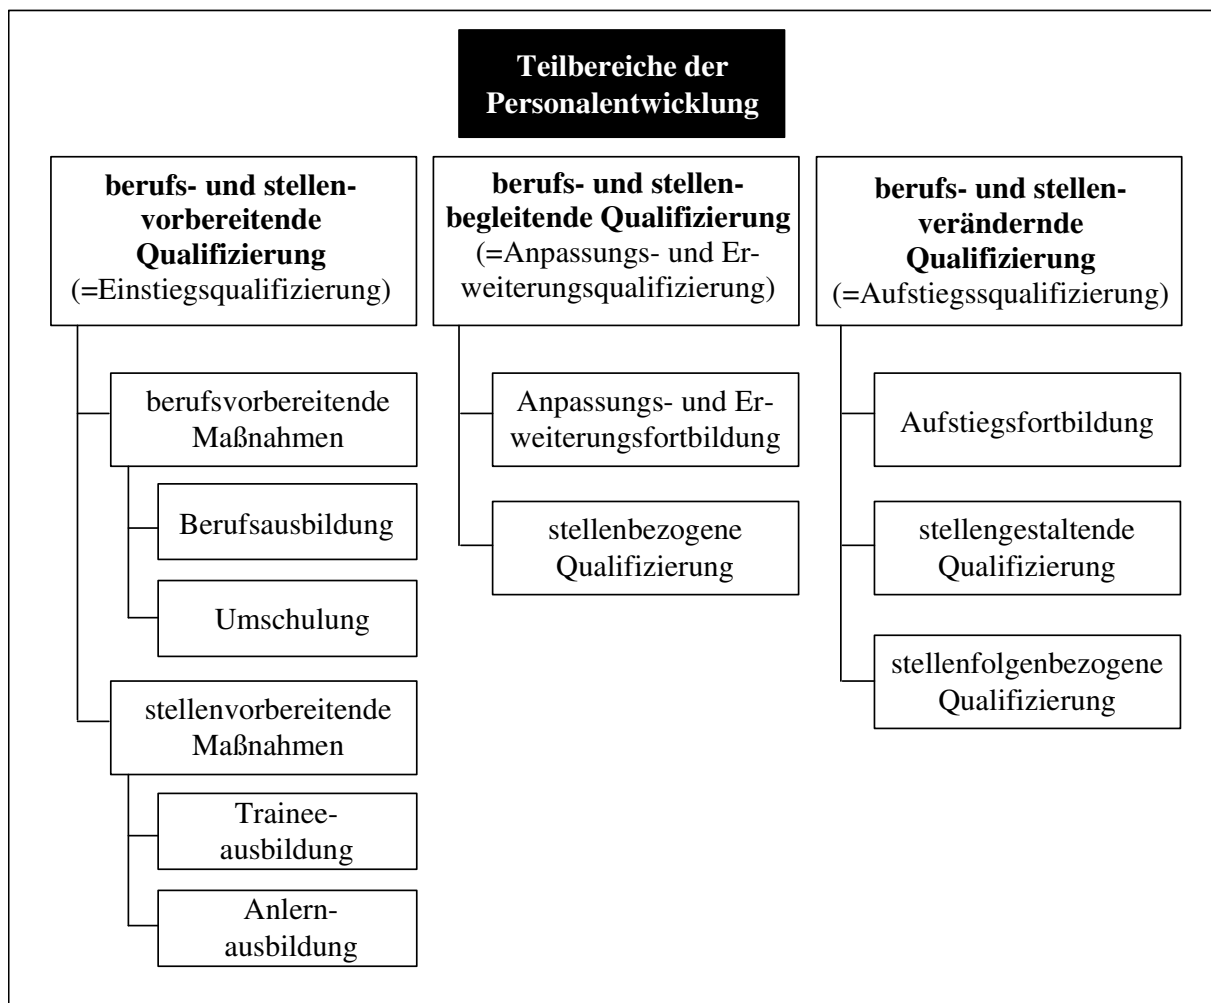 Teilbereiche der
Personalentwicklung
berufs- und stellen-
vorbereitende
Qualifizierung
(=Einstiegsqualifizierung)
berufsvorbereitende
Maßnahmen
Berufsausbildung
Umschulung
stellenvorbereitende
Maßnahmen
Trainee-
ausbildung
Anlern-
ausbildung
berufs- und stellen-
begleitende Qualifizierung
(=Anpassungs- und Er-
weiterungsqualifizierung)
Anpassungs- und Er-
weiterungsfortbildung
stellenbezogene
Qualifizierung
berufs- und stellen-
verändernde
Qualifizierung
(=Aufstiegssqualifizierung)
Aufstiegsfortbildung
stellengestaltende
Qualifizierung
stellenfolgenbezogene
Qualifizierung